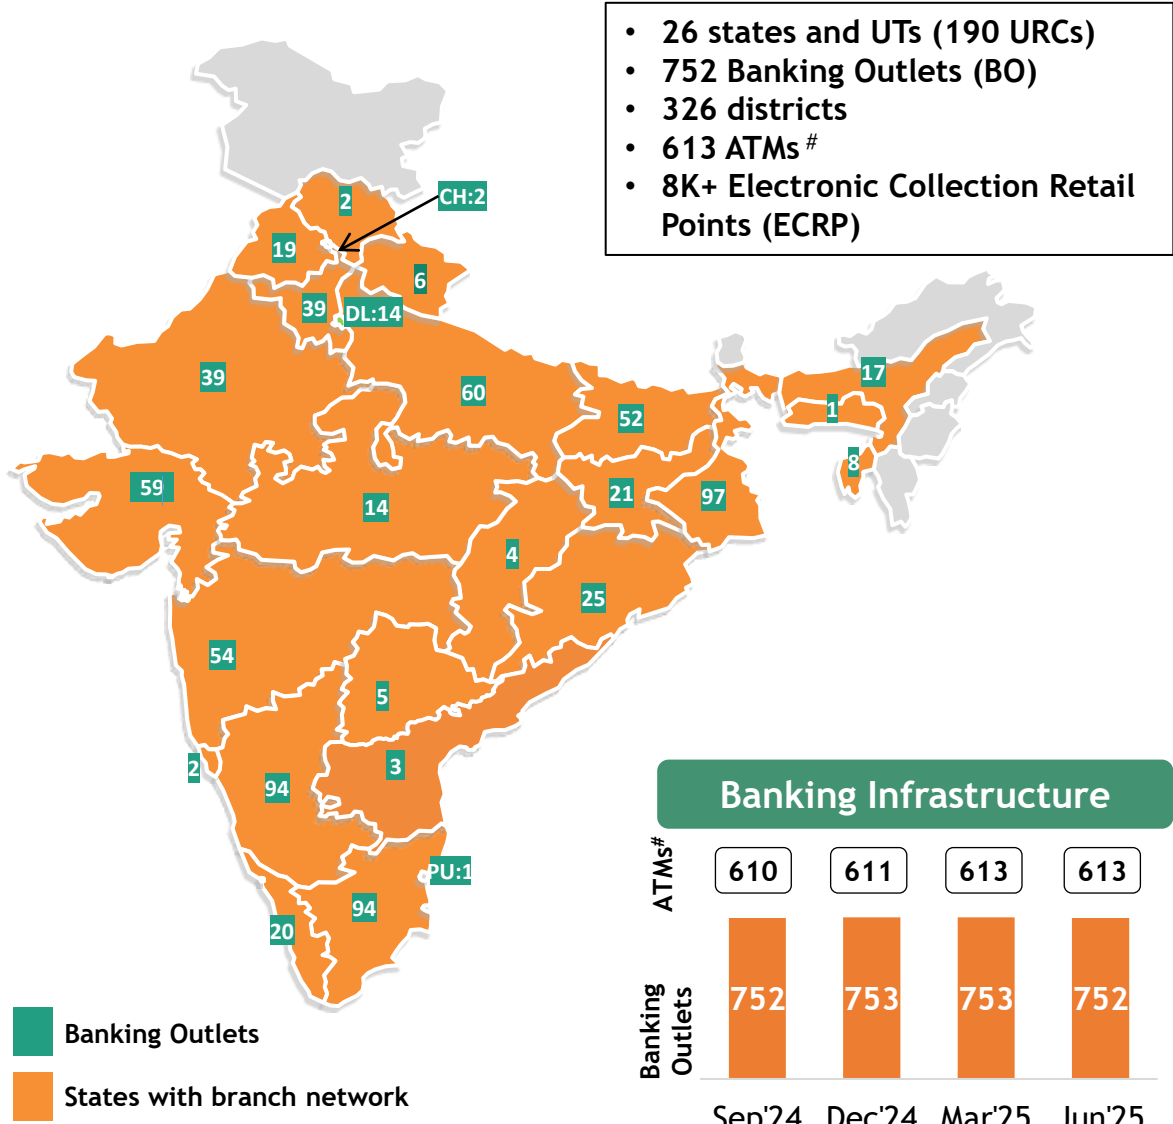 • 26 states and UTs (190 URCs)
• 752 Banking Outlets (BO)
• 326 districts
• 613 ATMs #
• 8K+ Electronic Collection Retail
Points (ECRP)
2
CH:2
19
6
39
DL:14
39
60
17
52
1
8
59
14
21
97
4
25
54
5
2
3
94
PU:1
94
20
Banking Outlets
States with branch network
Banking Infrastructure
ATMs#
610
611
613
613
Banking
Outlets
752
753
753
752
Sep'24
Dec'24
Mar'25
Jun'25